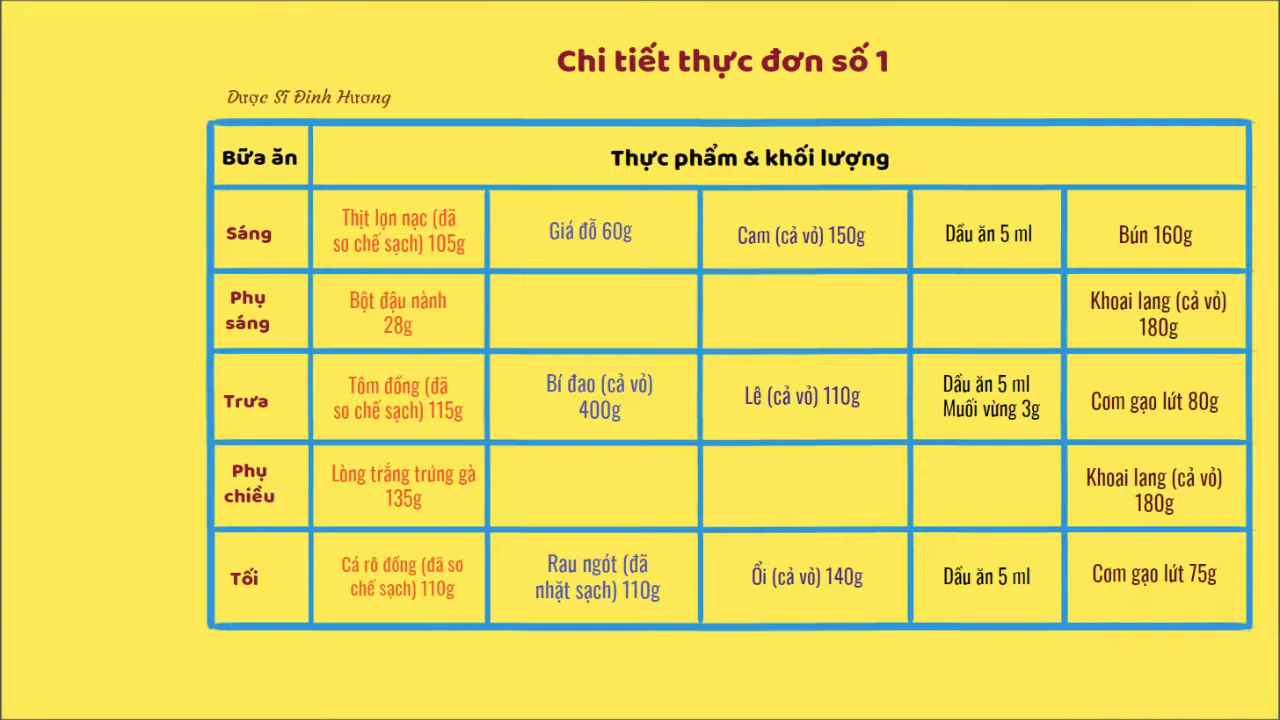 Chi tiết thực đơn số 1
Dược Sĩ Đinh Hương
Bữa ăn
Thực phẩm & khối lượng
Sáng
Thịt lợn nạc (đã
sơ chế sạch) 105g
Giá đỗ 60g
Cam (cả vỏ) 150g
Dầu ăn 5 ml
Bún 160g
Phụ
sáng
Bột đậu nành
28g
Khoai lang (cả vỏ)
180g
Trưa
Tôm đồng (đã
sơ chế sạch) 115g
Bí đao (cả vỏ)
400g
Lê (cả vỏ) 110g
Dầu ăn 5 ml
Muối vừng 3g
Cơm gạo lứt 80g
Phụ
chiều
Lòng trắng trứng gà
135g
Khoai lang (cả vỏ)
180g
Tối
Cá rô đồng (đã sơ
chế sạch) 110g
Rau ngót (đã
nhặt sạch) 110g
Ổi (cả vỏ) 140g
Dầu ăn 5 ml
Cơm gạo lứt 75g